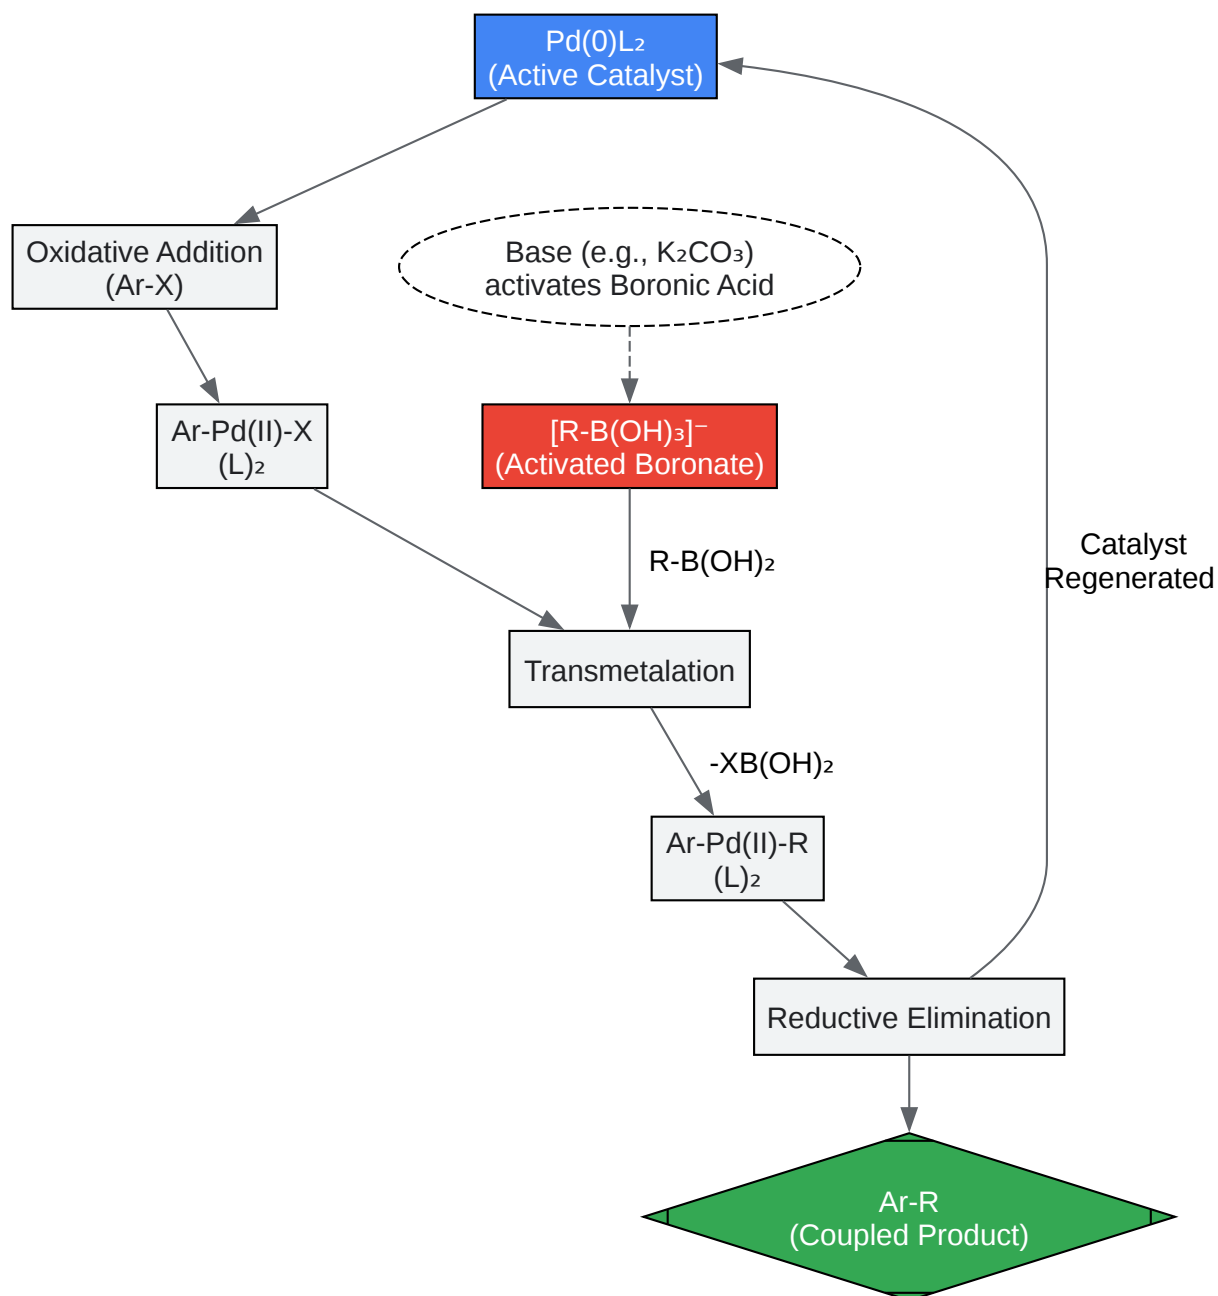 Pd(0)L₂
(Active Catalyst)
Oxidative Addition
(Ar-X)
Base (e.g., K₂CO₃)
activates Boronic Acid
Ar-Pd(II)-X
(L)₂
[R-B(OH)₃]⁻
(Activated Boronate)
R-B(OH)₂
Catalyst
Regenerated
Transmetalation
-XB(OH)₂
Ar-Pd(II)-R
(L)₂
Reductive Elimination
Ar-R
(Coupled Product)